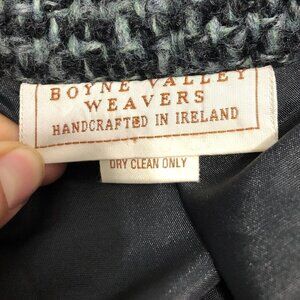 BOYNE VALLEY
WEAVERS
HANDCRAFTED IN IRELAND
DRY CLEAN ONLY